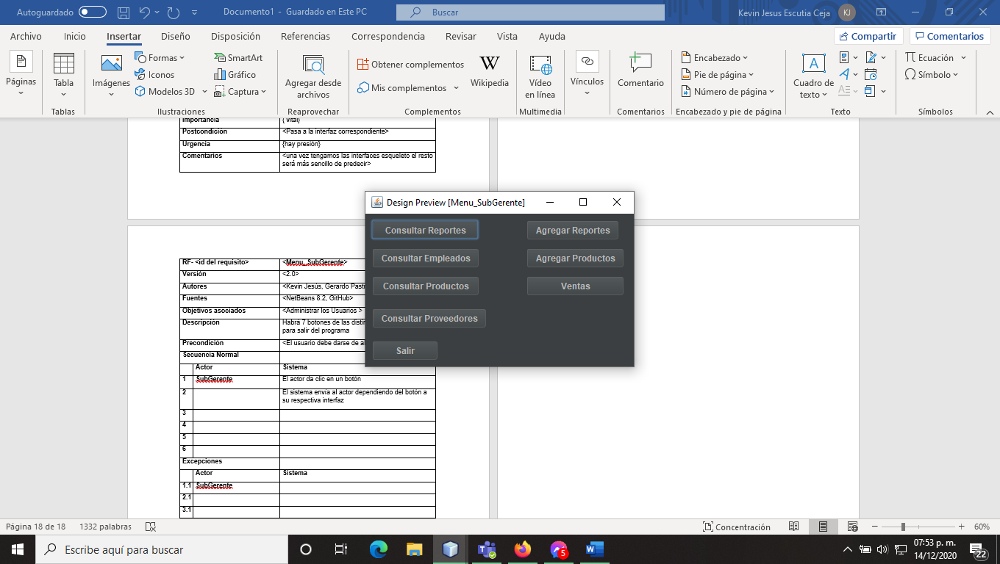 Autoguardado
Documento1 - Guardado en Este PC
Buscar
Kevin Jesus Escutia Ceja
KJ
Archivo Inicio Insertar Diseño Disposición Referencias Correspondencia Revisar Vista Ayuda
Compartir Comentarios
Páginas
Tabla
Tablas
Imágenes
Formas
Iconos
Modelos 3D
SmartArt
Gráfico
Captura
Ilustraciones
Agregar desde
archivos
Reaprovechar
Obtener complementos
Mis complementos
W
Wikipedia
Complementos
Vídeo
en línea
Multimedia
Vínculos
Comentario
Comentarios
Encabezado
Pie de página
Número de página
Encabezado y pie de página
Cuadro de
texto
Texto
Ecuación
Símbolo
Símbolos
Importancia { vital}
Postcondición <Pasa a la interfaz correspondiente>
Urgencia {hay presión}
Comentarios <una vez tengamos las interfaces esqueleto el resto
será más sencillo de predecir>
Design Preview [Menu_SubGerente]
Consultar Reportes Agregar Reportes
Consultar Empleados Agregar Productos
Consultar Productos Ventas
Consultar Proveedores
Salir
RF- <id del requisito> <Menu_SubGerente>
Versión <2.0>
Autores <Kevin Jesús, Gerardo
Fuentes <NetBeans 8.2, GitHub>
Objetivos asociados <Administrar los Usuarios >
Descripción Habrá 7 botones de las
para salir del programa
Precondición <El usuario debe darse de
Secuencia Normal
Actor Sistema
1 SubGerente El actor da clic en un botón
2 El sistema envía al actor dependiendo del botón a
su respectiva interfaz
3
4
5
6
Excepciones
Actor Sistema
1.1 SubGerente
2.1
3.1
Página 18 de 18 1332 palabras
Concentración
60%
Escribe aquí para buscar
5
07:53 p. m.
14/12/2020
22